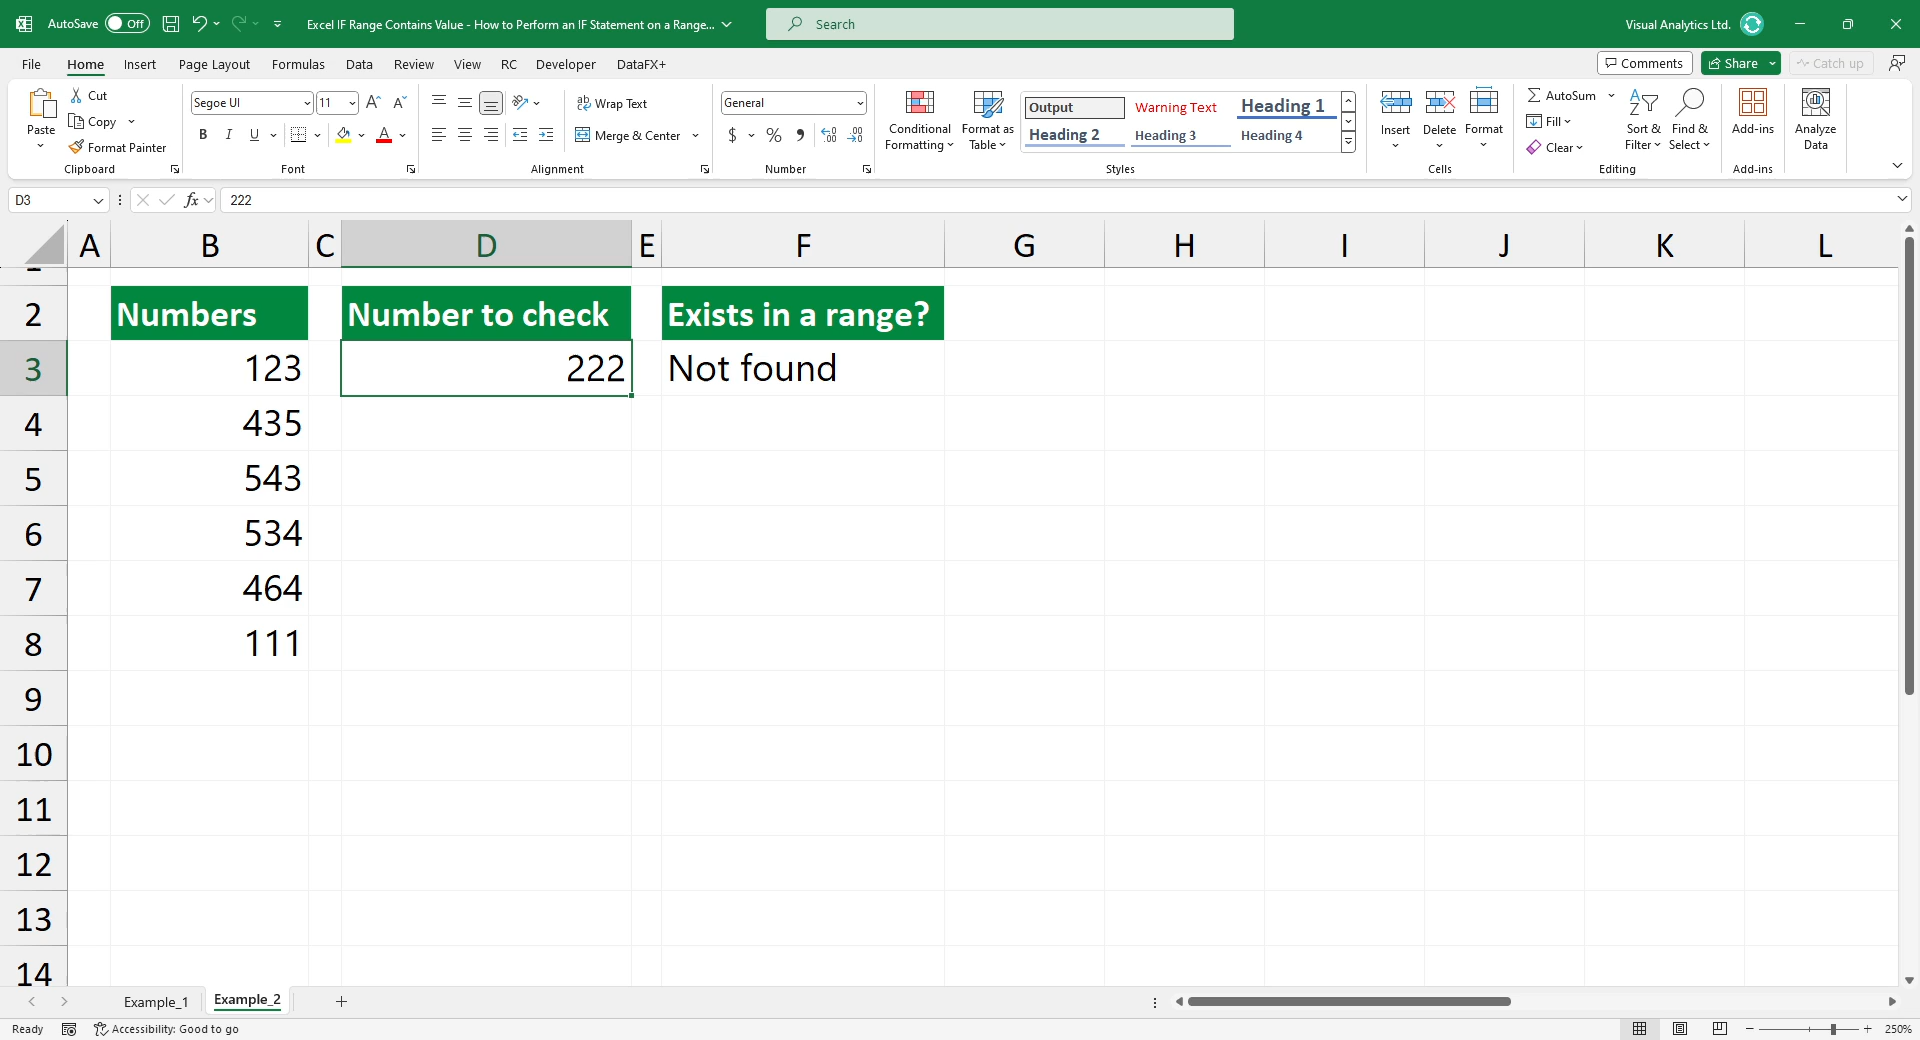 AutoSave Off Excel IF Range Contains Value - How to Perform an IF Statement on a Range... Search Visual Analytics Ltd.
File Home Insert Page Layout Formulas Data Review View RC Developer DataFX+ Comments Share Catch up
Paste Cut Copy Format Painter Clipboard
Segoe UI 11 B I U A Font
Wrap Text Merge & Center Alignment
General $ % Number
Conditional Formatting Format as Table
Output Warning Text Heading 1
Heading 2 Heading 3 Heading 4
Styles
Insert Delete Format Cells
AutoSum Fill Clear Sort & Filter Find & Select Editing
Add-ins Add-ins
Analyze Data
D3 fx 222
A B C D E F G H I J K L
2 Numbers Number to check Exists in a range?
3 123 222 Not found
4 435
5 543
6 534
7 464
8 111
9
10
11
12
13
14
Example_1 Example_2
Ready Accessibility: Good to go 250%